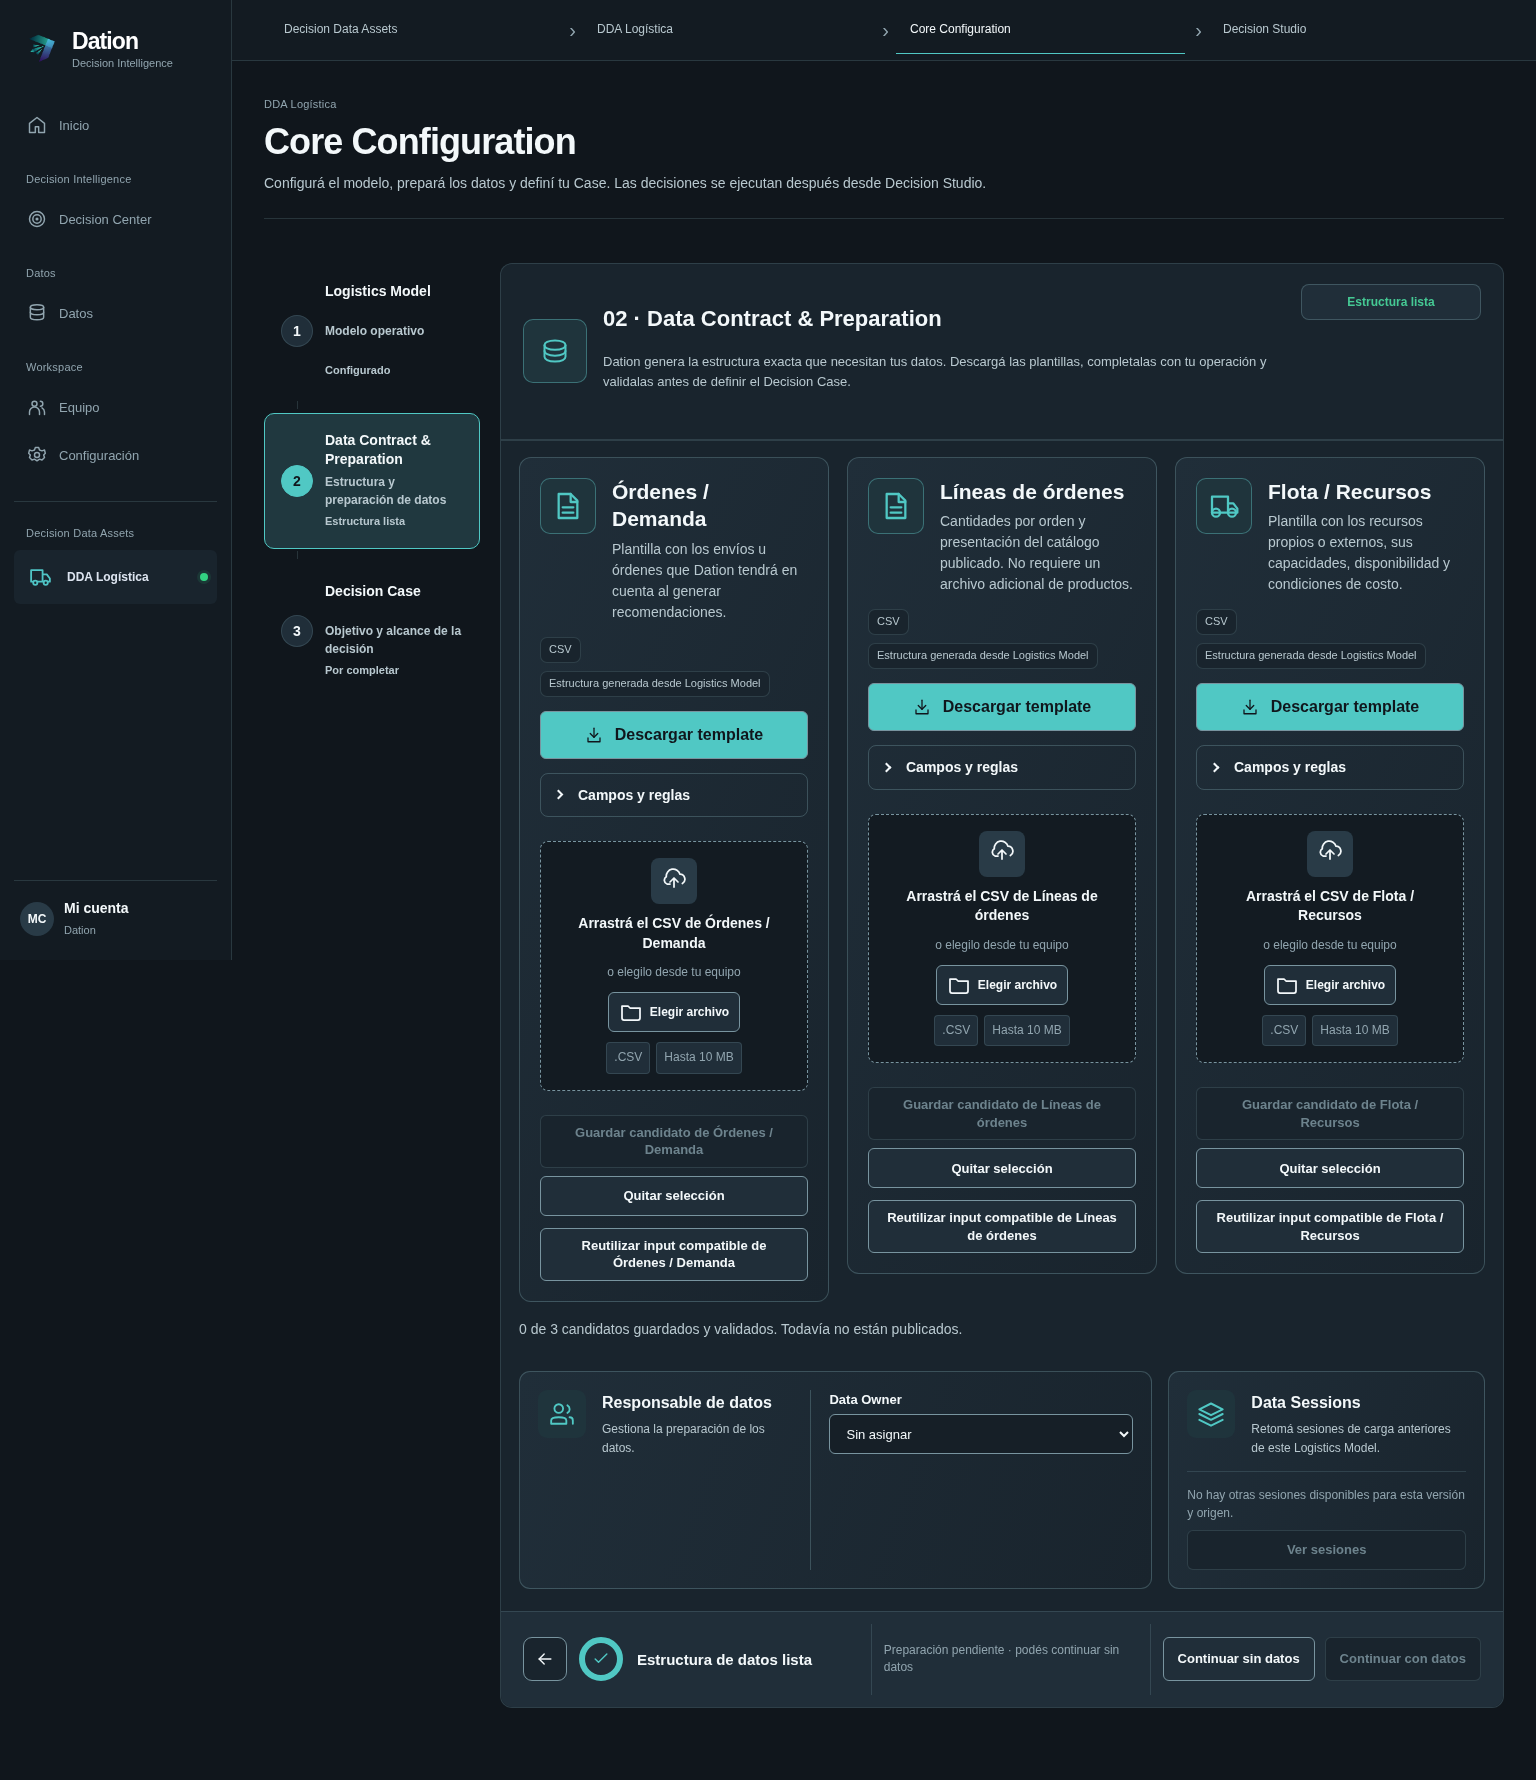 Dation
Decision Intelligence
Inicio
Decision Intelligence
Decision Center
Datos
Datos
Workspace
Equipo
Configuración
Decision Data Assets
DDA Logística
MC
Mi cuenta
Dation
Decision Data Assets
DDA Logística
Core Configuration
Decision Studio
DDA Logística
Core Configuration
Configurá el modelo, prepará los datos y definí tu Case. Las decisiones se ejecutan después desde Decision Studio.
Logistics Model
1
Modelo operativo
Configurado
Data Contract &
Preparation
2
Estructura y
preparación de datos
Estructura lista
Decision Case
3
Objetivo y alcance de la
decisión
Por completar
02 · Data Contract & Preparation
Estructura lista
Dation genera la estructura exacta que necesitan tus datos. Descargá las plantillas, completalas con tu operación y
validalas antes de definir el Decision Case.
Órdenes /
Demanda
Plantilla con los envíos u
órdenes que Dation tendrá en
cuenta al generar
recomendaciones.
CSV
Estructura generada desde Logistics Model
Descargar template
Campos y reglas
Arrastrá el CSV de Órdenes /
Demanda
o elegilo desde tu equipo
Elegir archivo
.CSV
Hasta 10 MB
Guardar candidato de Órdenes /
Demanda
Quitar selección
Reutilizar input compatible de
Órdenes / Demanda
Líneas de órdenes
Cantidades por orden y
presentación del catálogo
publicado. No requiere un
archivo adicional de productos.
CSV
Estructura generada desde Logistics Model
Descargar template
Campos y reglas
Arrastrá el CSV de Líneas de
órdenes
o elegilo desde tu equipo
Elegir archivo
.CSV
Hasta 10 MB
Guardar candidato de Líneas de
órdenes
Quitar selección
Reutilizar input compatible de Líneas
de órdenes
Flota / Recursos
Plantilla con los recursos
propios o externos, sus
capacidades, disponibilidad y
condiciones de costo.
CSV
Estructura generada desde Logistics Model
Descargar template
Campos y reglas
Arrastrá el CSV de Flota /
Recursos
o elegilo desde tu equipo
Elegir archivo
.CSV
Hasta 10 MB
Guardar candidato de Flota /
Recursos
Quitar selección
Reutilizar input compatible de Flota /
Recursos
0 de 3 candidatos guardados y validados. Todavía no están publicados.
Responsable de datos
Gestiona la preparación de los
datos.
Data Owner
Sin asignar
Data Sessions
Retomá sesiones de carga anteriores
de este Logistics Model.
No hay otras sesiones disponibles para esta versión
y origen.
Ver sesiones
Estructura de datos lista
Preparación pendiente · podés continuar sin
datos
Continuar sin datos
Continuar con datos